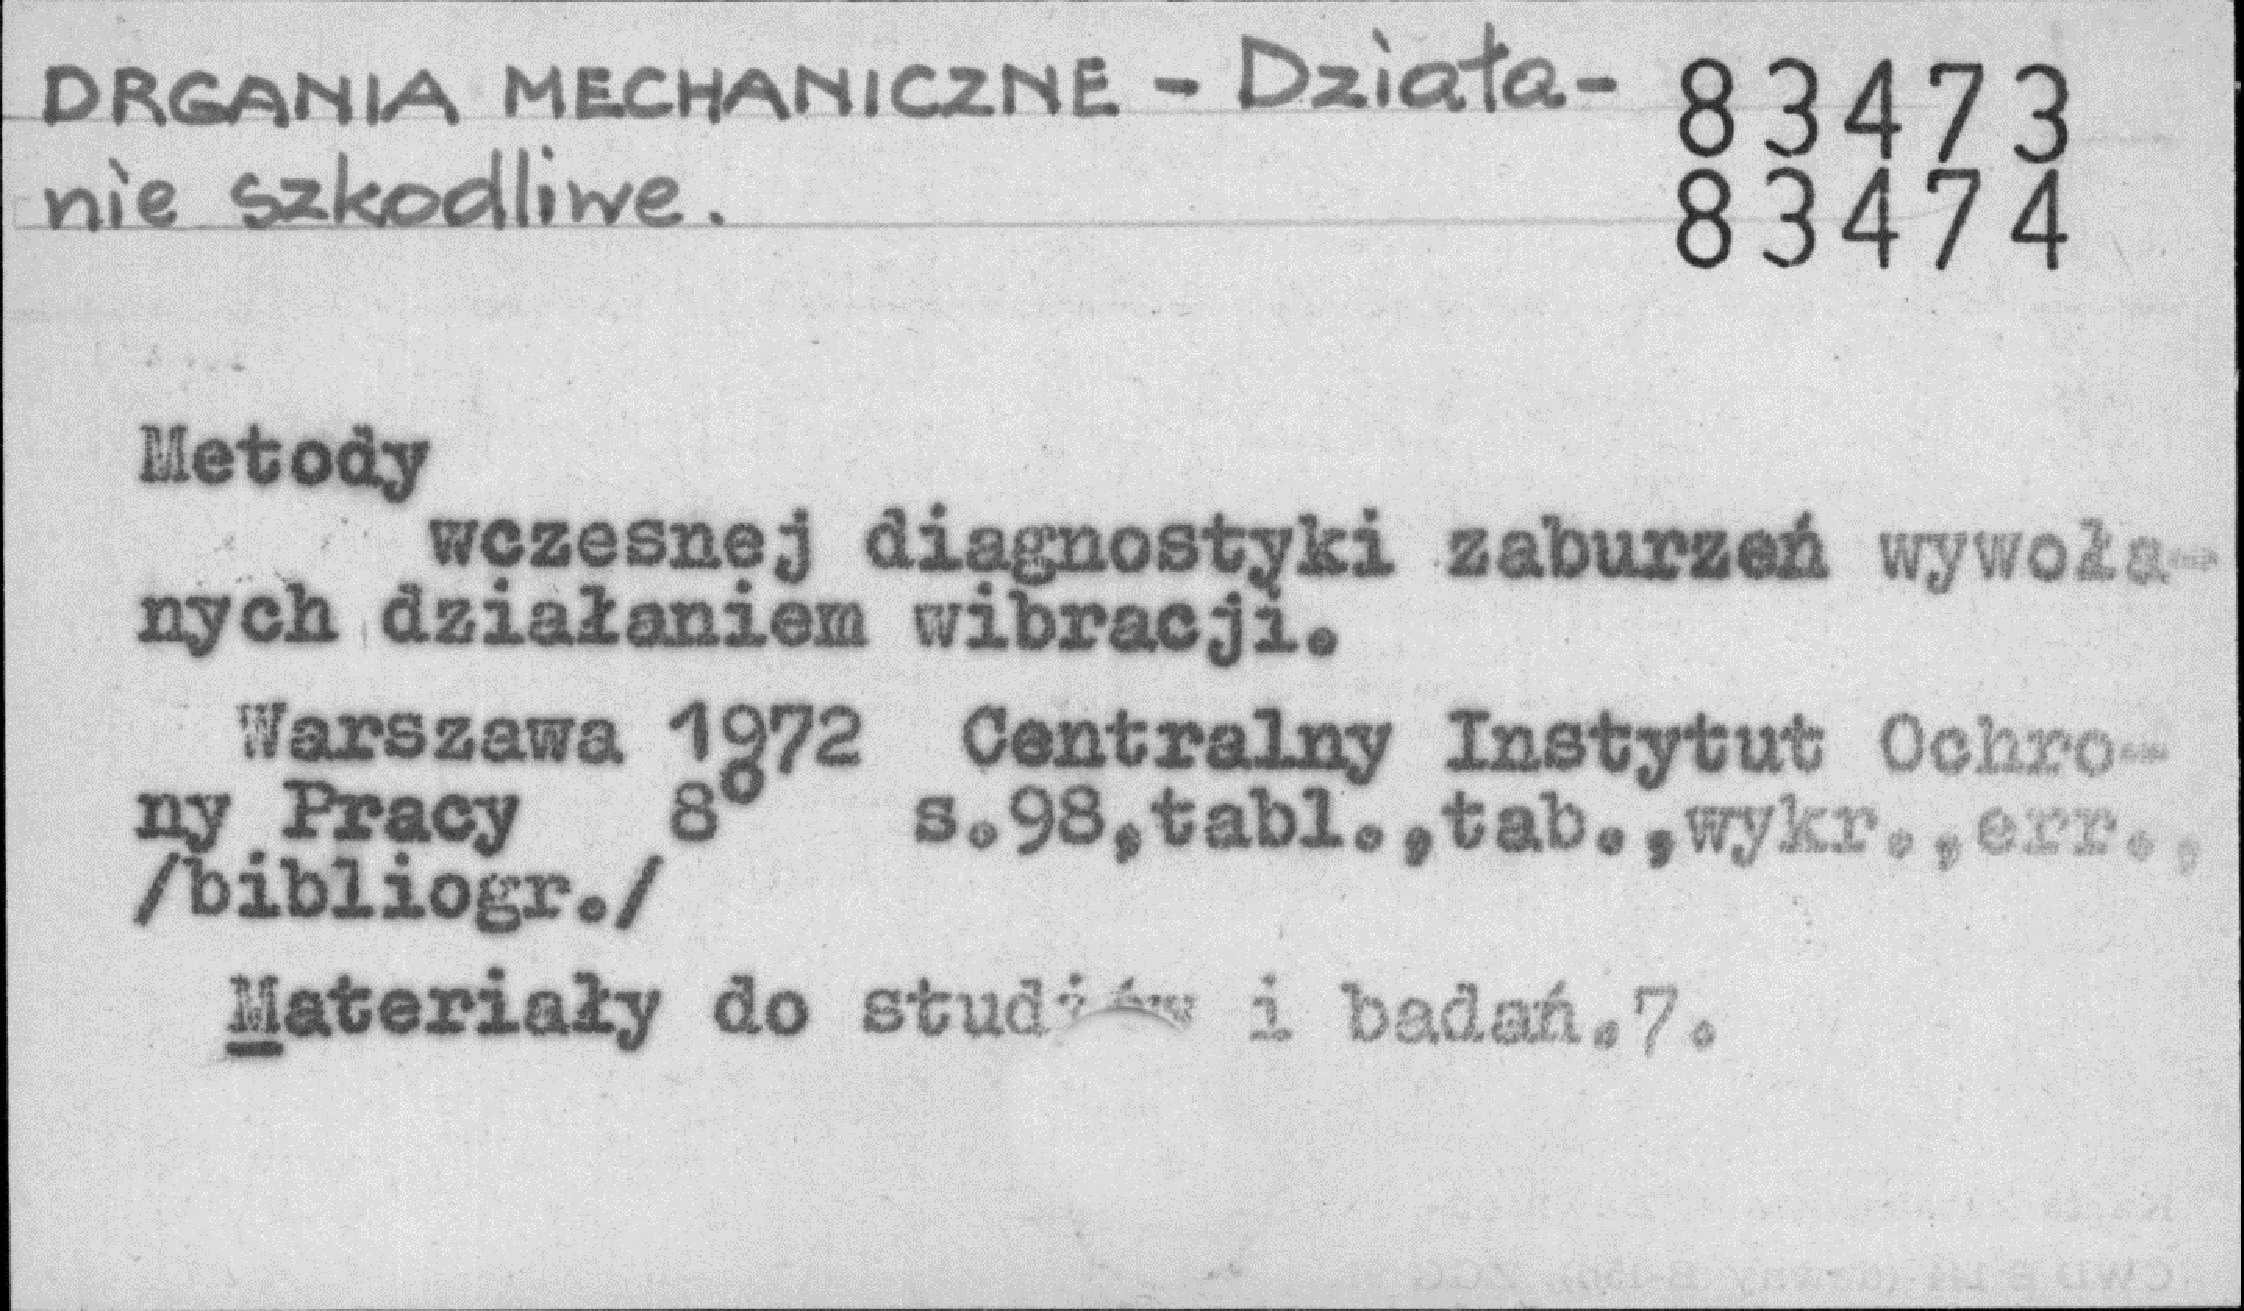 DRGANIA MECHANICZNE - Działa- 83473
nie szkodliwe. 83474
Metody
wczesnej diagnostyki zaburzeń wywoła-
nych działaniem wibracji.
Warszawa 1972 Centralny Instytut Ochro-
ny Pracy 8° s.98,tabl.,tab.,wykr.,err.,
/bibliogr./
Materiały do studiów i badań.7.